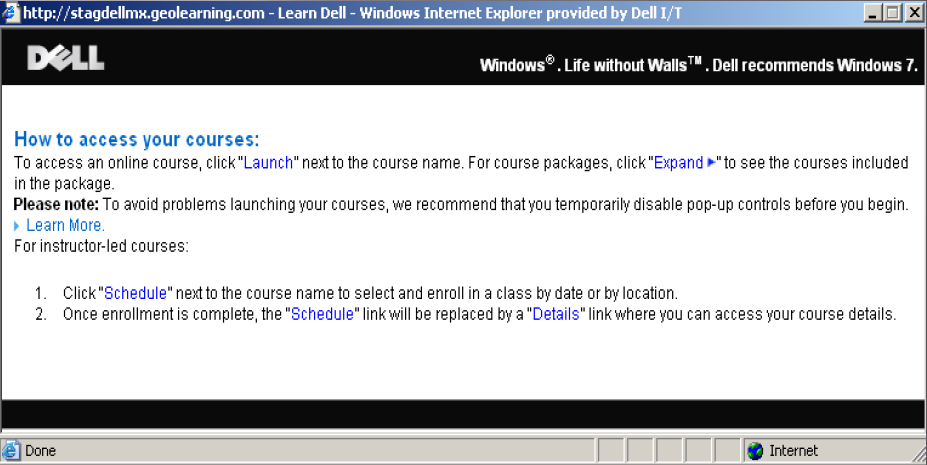 http://stagdellmx.geolearning.com - Learn Dell - Windows Internet Explorer provided by Dell I/T
DELL
Windows®. Life without Walls™. Dell recommends Windows 7.
How to access your courses:
To access an online course, click "Launch" next to the course name. For course packages, click "Expand ▶" to see the courses included
in the package.
Please note: To avoid problems launching your courses, we recommend that you temporarily disable pop-up controls before you begin.
▶ Learn More.
For instructor-led courses:
1. Click "Schedule" next to the course name to select and enroll in a class by date or by location.
2. Once enrollment is complete, the "Schedule" link will be replaced by a "Details" link where you can access your course details.
Done
Internet